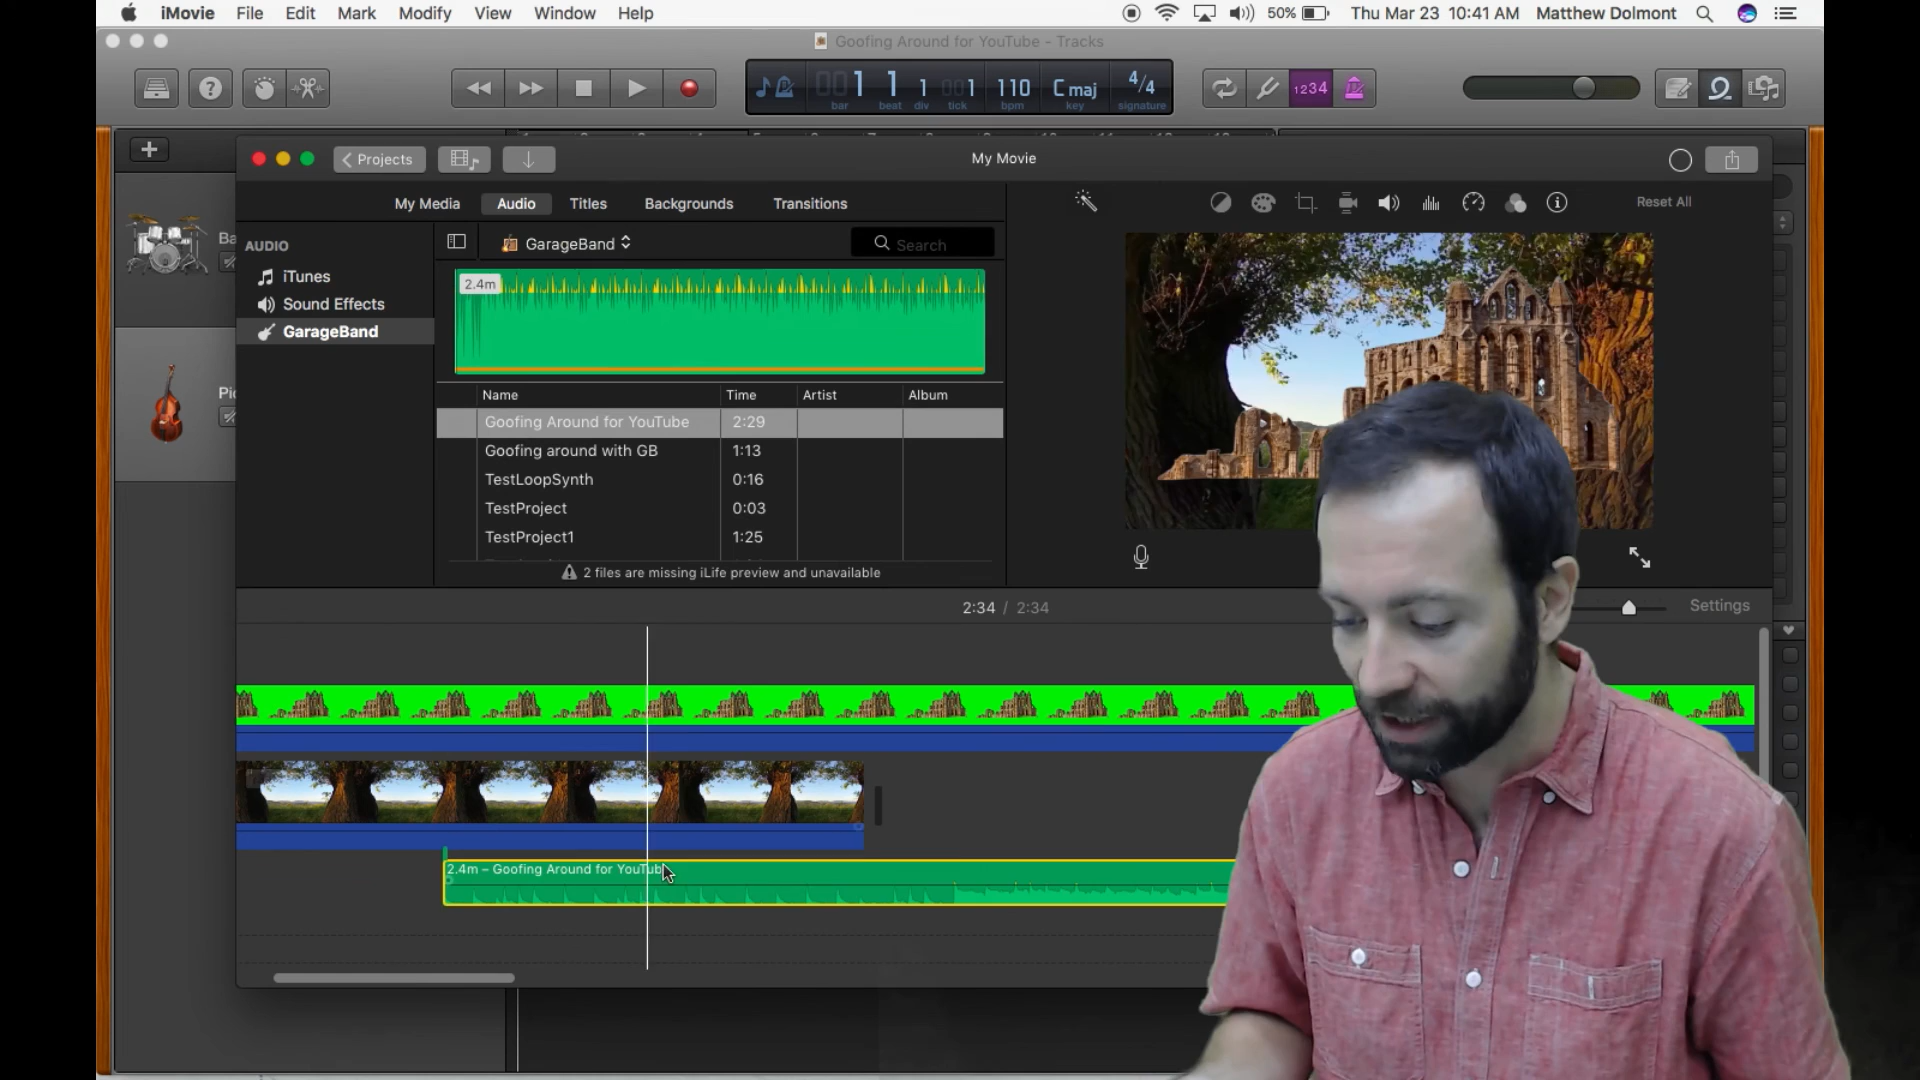 iMovie File Edit Mark Modify View Window Help 50% Thu Mar 23 10:41 AM Matthew Dolmont
Goofing Around for YouTube - Tracks
1 1 1 1 110 C maj 4/4
bar beat div tick bpm key signature
1234
Projects My Movie
My Media Audio Titles Backgrounds Transitions Reset All
AUDIO
GarageBand Search
iTunes
Sound Effects
GarageBand
2.4m
Name Time Artist Album
Goofing Around for YouTube 2:29
Goofing around with GB 1:13
TestLoopSynth 0:16
TestProject 0:03
TestProject1 1:25
2 files are missing iLife preview and unavailable
2:34 / 2:34 Settings
2.4m – Goofing Around for YouTub